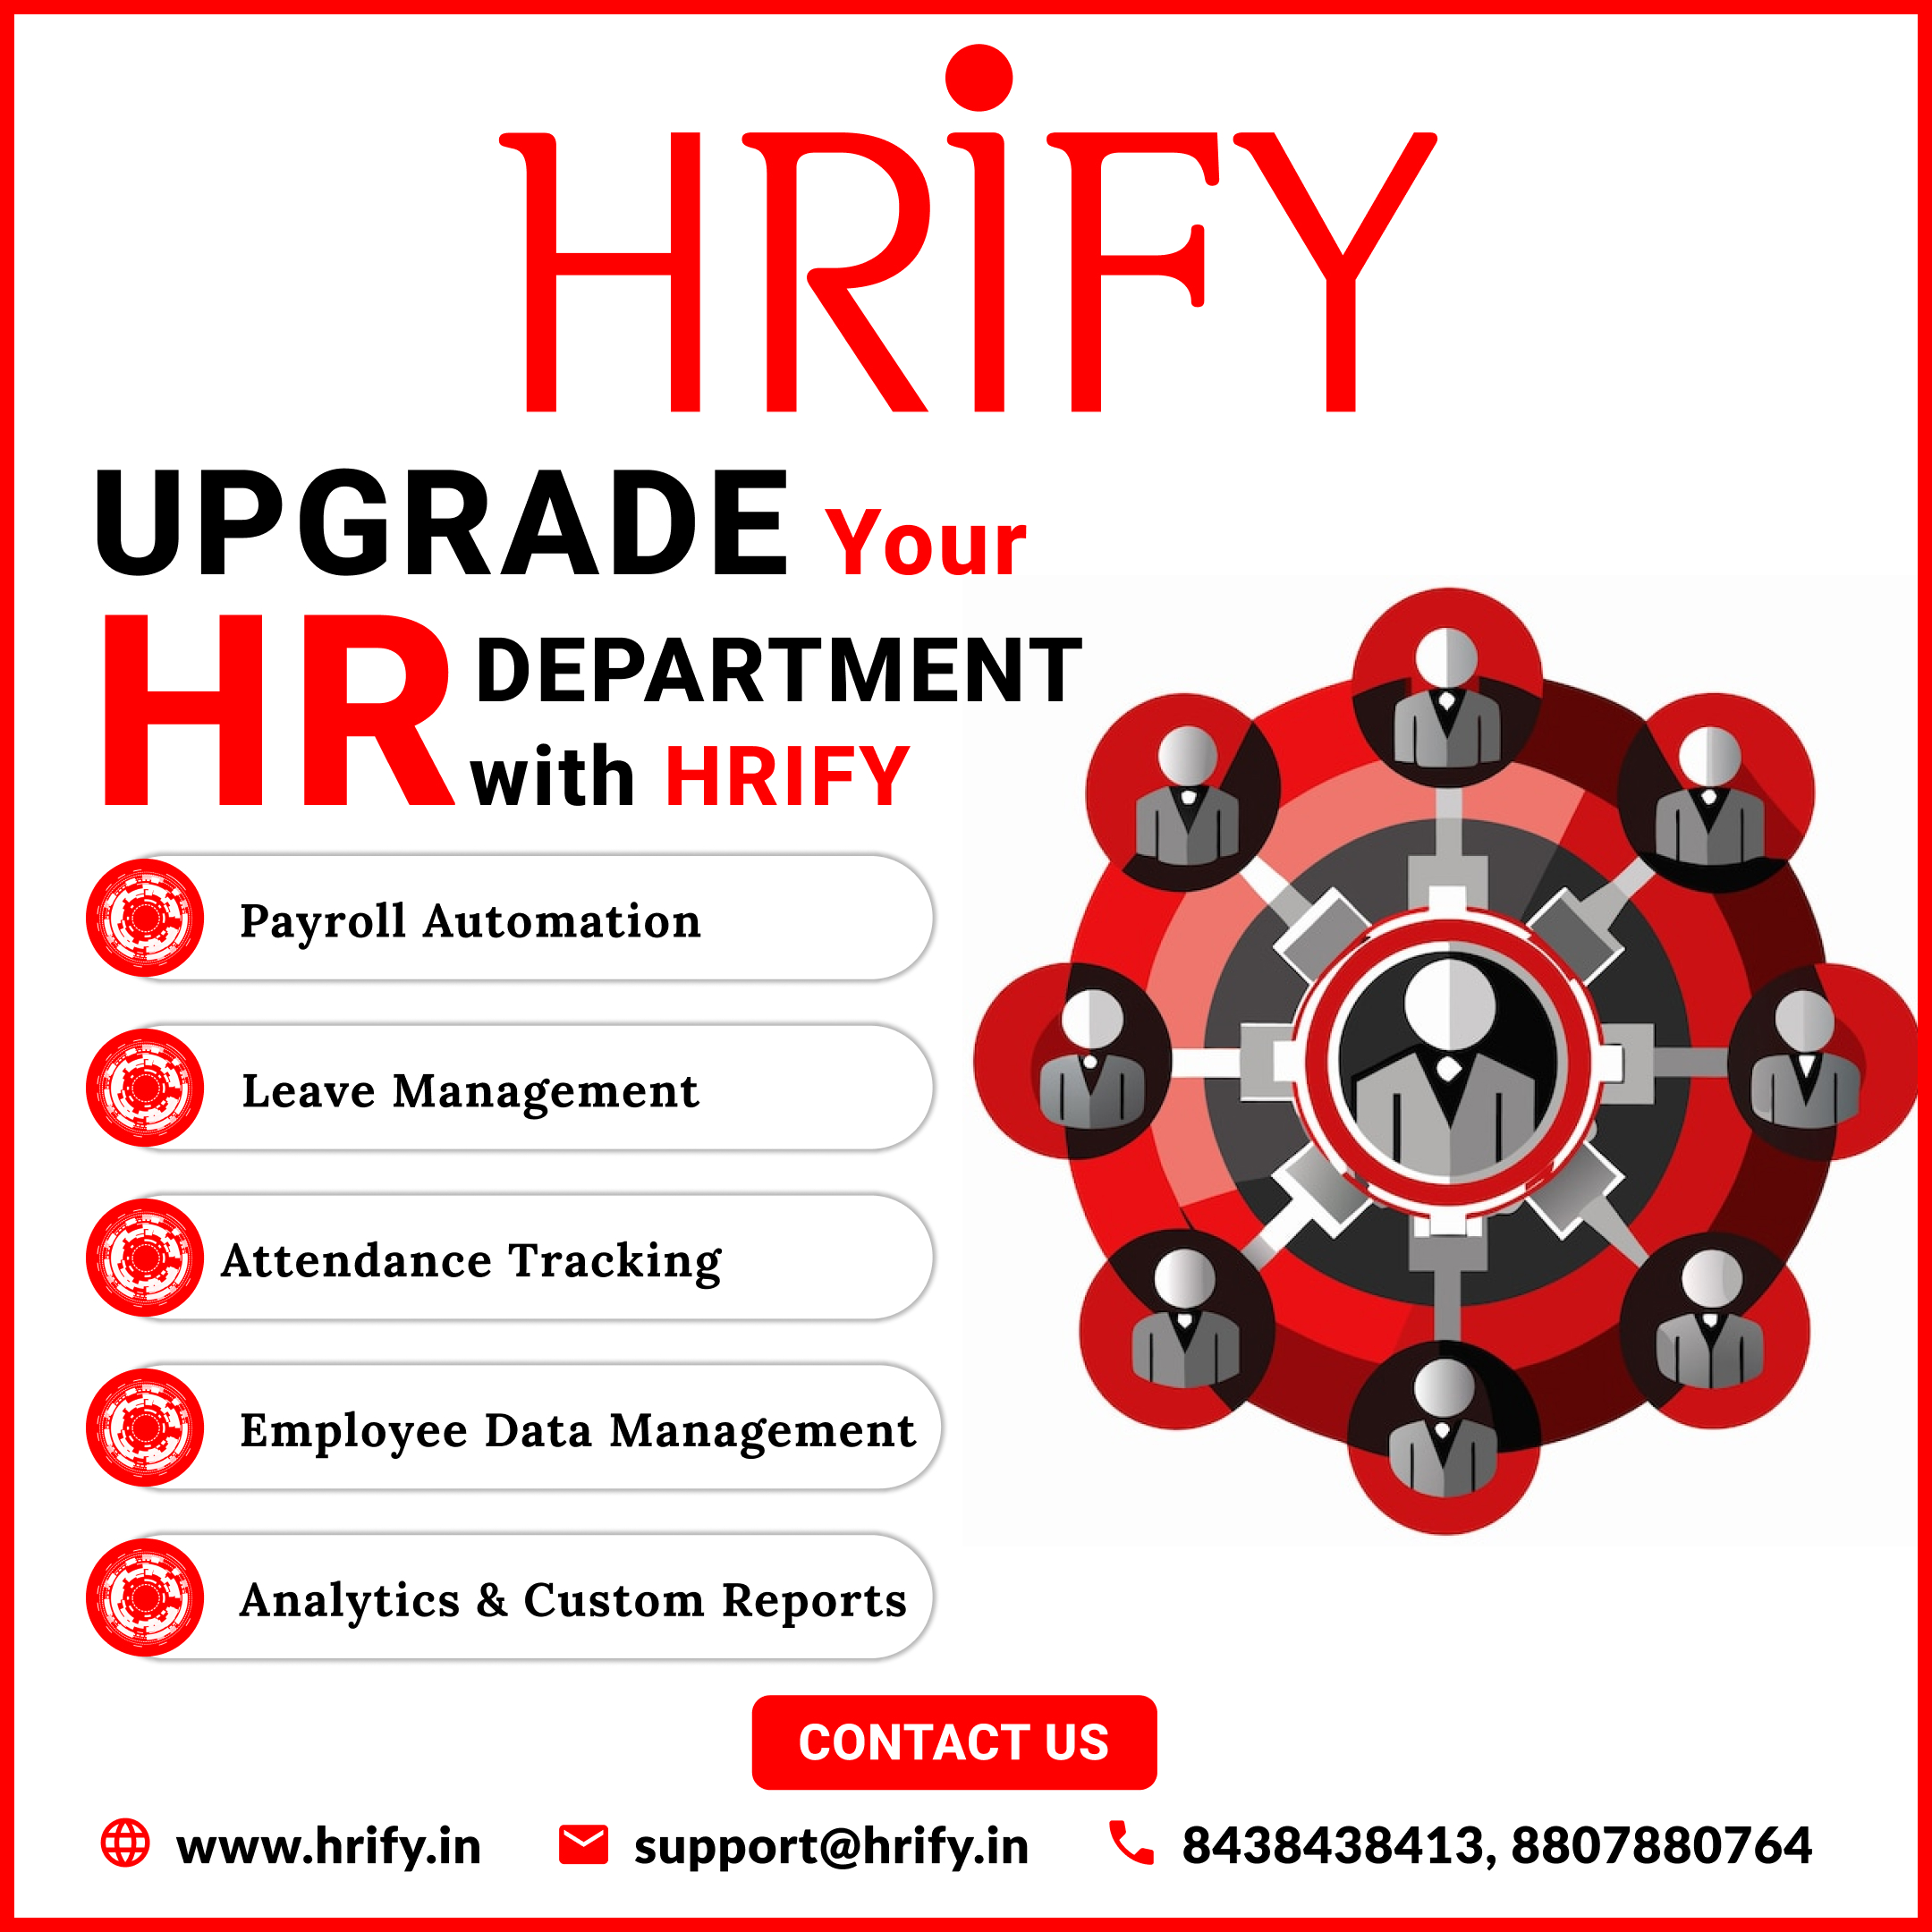 HRiFY
UPGRADE Your
HR DEPARTMENT
with HRIFY
Payroll Automation
Leave Management
Attendance Tracking
Employee Data Management
Analytics & Custom Reports
CONTACT US
www.hrify.in support@hrify.in 8438438413, 8807880764